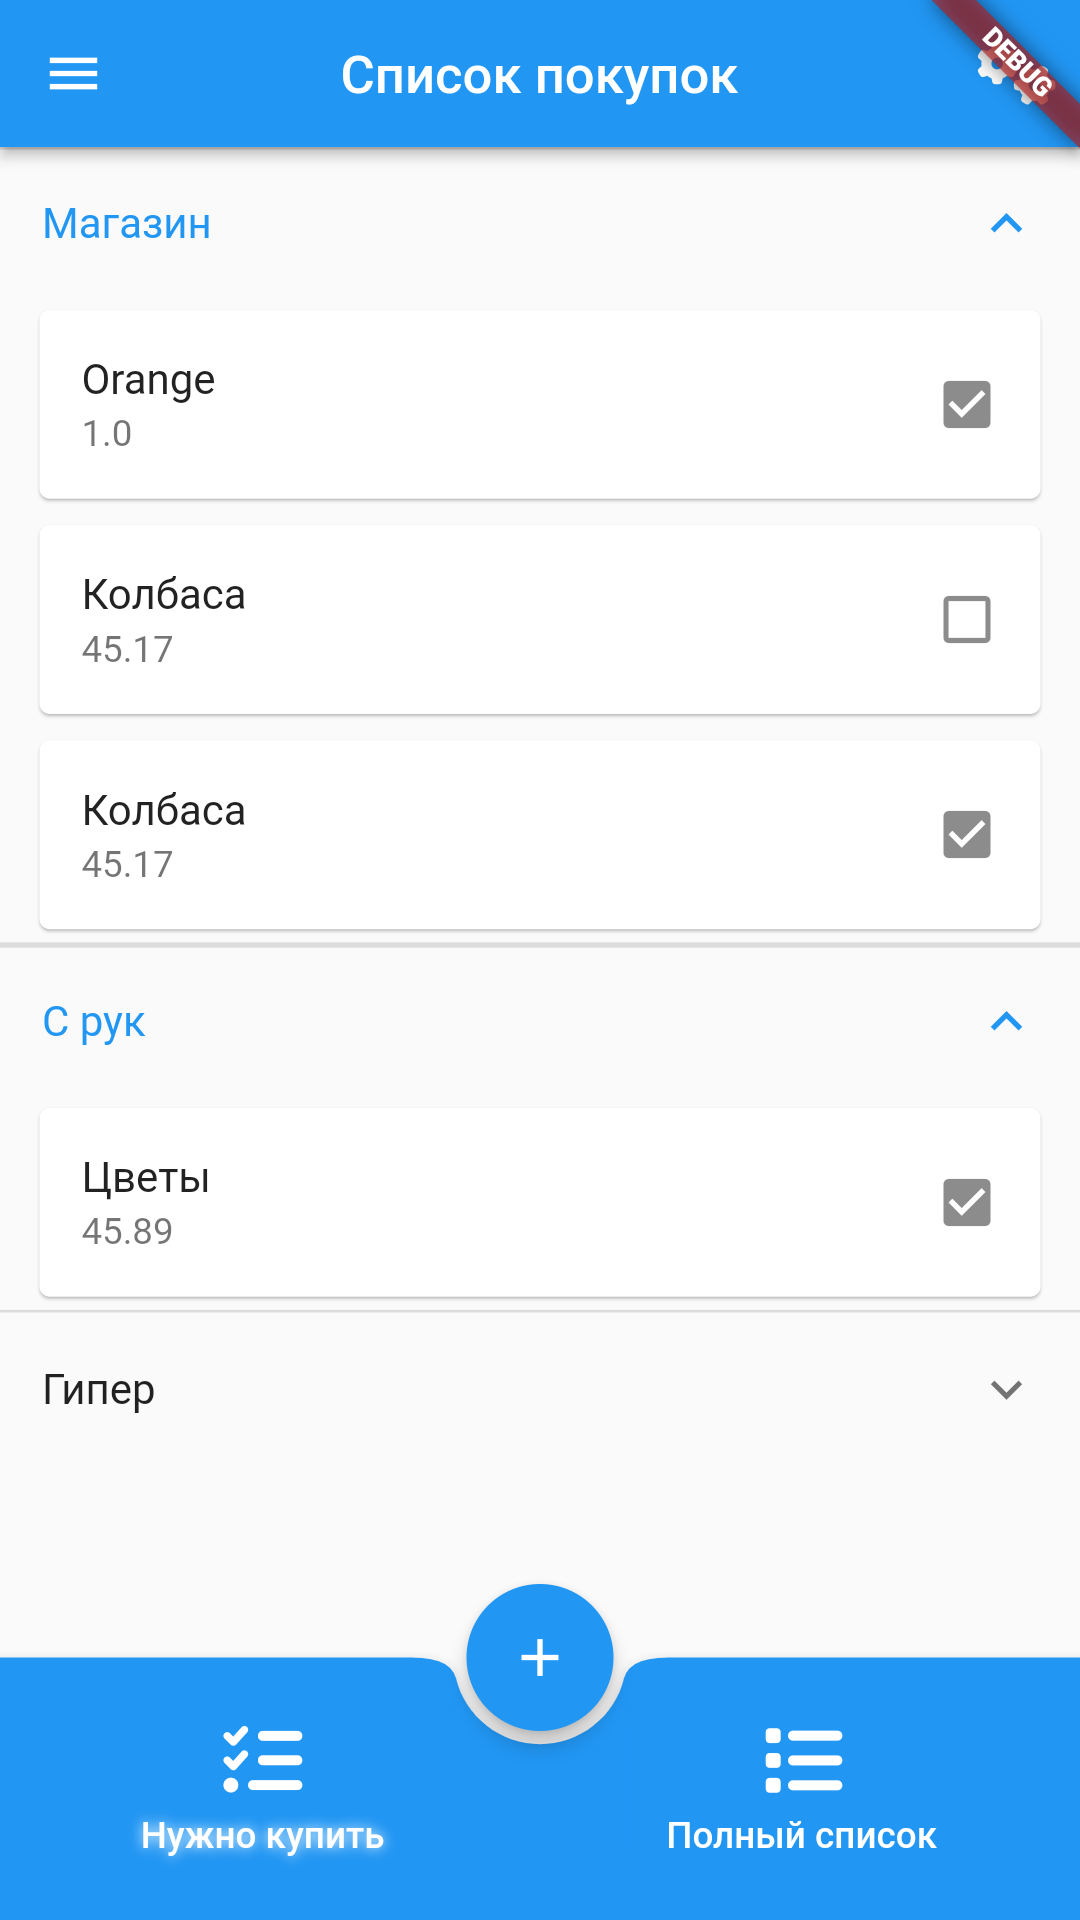 Список покупок
DEBUG
Магазин
Orange
1.0
Колбаса
45.17
Колбаса
45.17
С рук
Цветы
45.89
Гипер
Нужно купить
Полный список